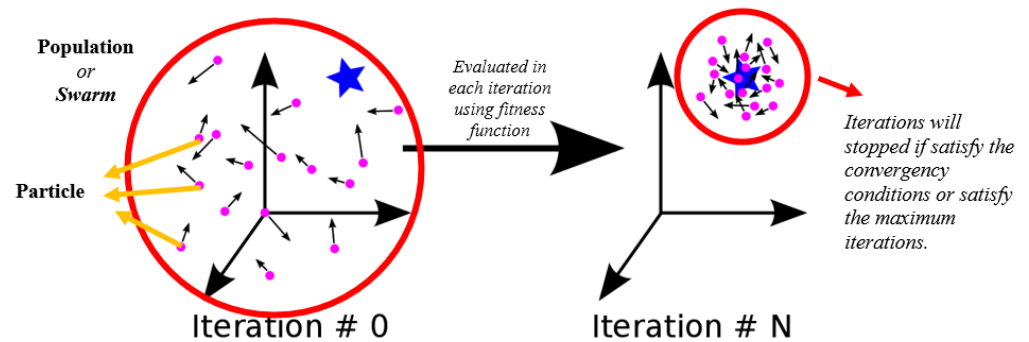 Population
or
Swarm
Particle
Evaluated in
each iteration
using fitness
function
Iterations will
stopped if satisfy the
convergency
conditions or satisfy
the maximum
iterations.
Iteration # 0
Iteration # N